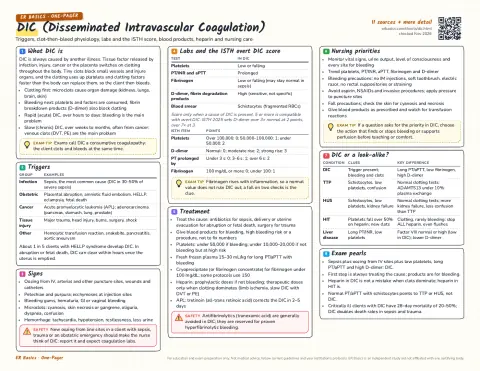 ER BASICS • ONE-PAGER
DIC (Disseminated Intravascular Coagulation)
Triggers, clot-then-bleed physiology, labs and the ISTH score, blood products, heparin and nursing care
11 sources + more detail
checked Nov 2025
1 What DIC is
DIC is always caused by another disease. Tissue factor released by
injury, cancer or the placenta switches on clotting
throughout the body. Tiny clots block small vessels and injure
organs, and the clotting uses up platelets and clotting factors
faster than the body can replace them, so the client then bleeds.
• Clotting first: microclots cause organ damage (kidneys, lungs,
brain, skin)
• Bleeding next: platelets and factors are consumed, fibrin
breakdown products (D-dimer) also block clotting
• Rapid (acute) DIC, over hours to days: bleeding is the main
problem
• Slow (chronic) DIC, over weeks to months, often from cancer:
venous clots (DVT, PE) are the main problem
EXAM TIP Exams call DIC a consumptive coagulopathy:
the client clots and bleeds at the same time.
2 Triggers
GROUP EXAMPLES
Infection Sepsis, the most common cause (DIC in 30-50% of
severe sepsis)
Obstetric Placental abruption, amniotic fluid embolism, HELLP,
eclampsia, fetal death
Cancer Acute promyelocytic leukemia (APL); adenocarcinoma
(pancreas, stomach, lung, prostate)
Tissue injury Major trauma, head injury, burns, surgery, shock
Other Hemolytic transfusion reaction, snakebite, pancreatitis,
aortic aneurysm
About 1 in 5 clients with HELLP syndrome develop DIC. In
abruption or fetal death, DIC can clear within hours once the
uterus is emptied.
3 Signs
• Oozing from IV, arterial and other puncture sites, wounds and
catheters
• Petechiae and purpura, ecchymoses at injection sites
• Bleeding gums, hematuria, GI or vaginal bleeding
• Microclots: cyanosis, skin necrosis or gangrene, oliguria,
dyspnea, confusion
• Hemorrhage: tachycardia, hypotension, restlessness, low urine
SAFETY New oozing from line sites in a client with sepsis,
trauma or an obstetric emergency should make the nurse
think of DIC: report it and expect coagulation labs.
4 Labs and the ISTH overt DIC score
TEST IN DIC
Platelets Low or falling
PT/INR and aPTT Prolonged
Fibrinogen Low or falling (may stay normal in
sepsis)
D-dimer, fibrin degradation
products High (sensitive, not specific)
Blood smear Schistocytes (fragmented RBCs)
ISTH ITEM POINTS
Platelets Over 100,000: 0; 50,000-100,000: 1; under
50,000: 2
D-dimer Normal: 0; moderate rise: 2; strong rise: 3
PT prolonged by Under 3 s: 0; 3-6 s: 1; over 6 s: 2
Fibrinogen 100 mg/dL or more: 0; under 100: 1
EXAM TIP Fibrinogen rises with inflammation, so a normal
value does not rule DIC out; a fall on two checks is the
clue.
5 Treatment
• Treat the cause: antibiotics for sepsis, delivery or uterine
evacuation for abruption or fetal death, surgery for trauma
• Give blood products for bleeding, high bleeding risk or a
procedure, not to fix numbers
• Platelets: under 50,000 if bleeding; under 10,000-20,000 if not
bleeding but at high risk
• Fresh frozen plasma 15-30 mL/kg for long PT/aPTT with
bleeding
• Cryoprecipitate (or fibrinogen concentrate) for fibrinogen under
100 mg/dL, some protocols use 150
• Heparin: prophylactic doses if not bleeding; therapeutic doses
only when clotting dominates (limb ischemia, slow DIC with
DVT or PE)
• APL: tretinoin (all-trans retinoic acid) corrects the DIC in 2-5
days
SAFETY Antifibrinolytics (tranexamic acid) are generally
avoided in DIC; they are reserved for proven
hyperfibrinolytic bleeding.
6 Nursing priorities
• Monitor vital signs, urine output, level of consciousness and
every site for bleeding
• Trend platelets, PT/INR, aPTT, fibrinogen and D-dimer
• Bleeding precautions: no IM injections, soft toothbrush, electric
razor, no rectal suppositories or straining
• Avoid aspirin, NSAIDs and invasive procedures; apply pressure
to puncture sites
• Fall precautions; check the skin for cyanosis and necrosis
• Give blood products as prescribed and watch for transfusion
reactions
EXAM TIP If a question asks for the priority in DIC, choose
the action that finds or stops bleeding or supports
perfusion before teaching or comfort.
7 DIC or a look-alike?
CONDITION CLUES KEY DIFFERENCE
DIC Trigger present,
bleeding and clots Long PT/aPTT, low fibrinogen,
high D-dimer
TTP Schistocytes, low
platelets, confusion Normal clotting tests;
ADAMTS13 under 10%;
plasma exchange
HUS Schistocytes, low
platelets, kidney failure Normal clotting tests; kidney
failure, less confusion
than TTP
HIT Platelets fall over 50%
on heparin, new clots Clotting, rarely bleeding: stop
ALL heparin, even flushes
Liver disease Long PT/INR, low
platelets Factor VIII normal or high (low
in DIC); lower D-dimer
8 Exam pearls
• Sepsis plus oozing from IV sites plus low platelets, long
PT/aPTT and high D-dimer: DIC.
• First step is always treating the cause; products are for bleeding.
• Heparin in DIC is not a mistake when clots dominate; heparin in
HIT is.
• Normal PT/aPTT with schistocytes points to TTP or HUS, not
DIC.
• Critically ill clients with DIC have 28-day mortality of 20-50%;
DIC doubles death rates in sepsis and trauma.
ER Basics · One-Pager